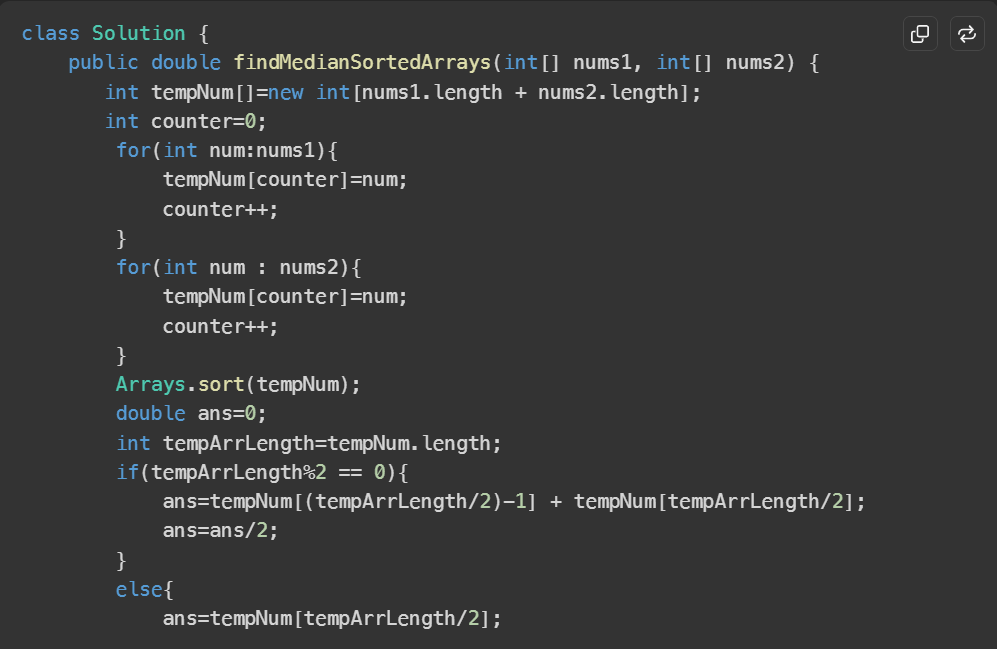 class Solution {
    public double findMedianSortedArrays(int[] nums1, int[] nums2) {
       int tempNum[]=new int[nums1.length + nums2.length];
       int counter=0;
        for(int num:nums1){
            tempNum[counter]=num;
            counter++;
        }
        for(int num : nums2){
            tempNum[counter]=num;
            counter++;
        }
        Arrays.sort(tempNum);
        double ans=0;
        int tempArrLength=tempNum.length;
        if(tempArrLength%2 == 0){
            ans=tempNum[(tempArrLength/2)-1] + tempNum[tempArrLength/2];
            ans=ans/2;
        }
        else{
            ans=tempNum[tempArrLength/2];